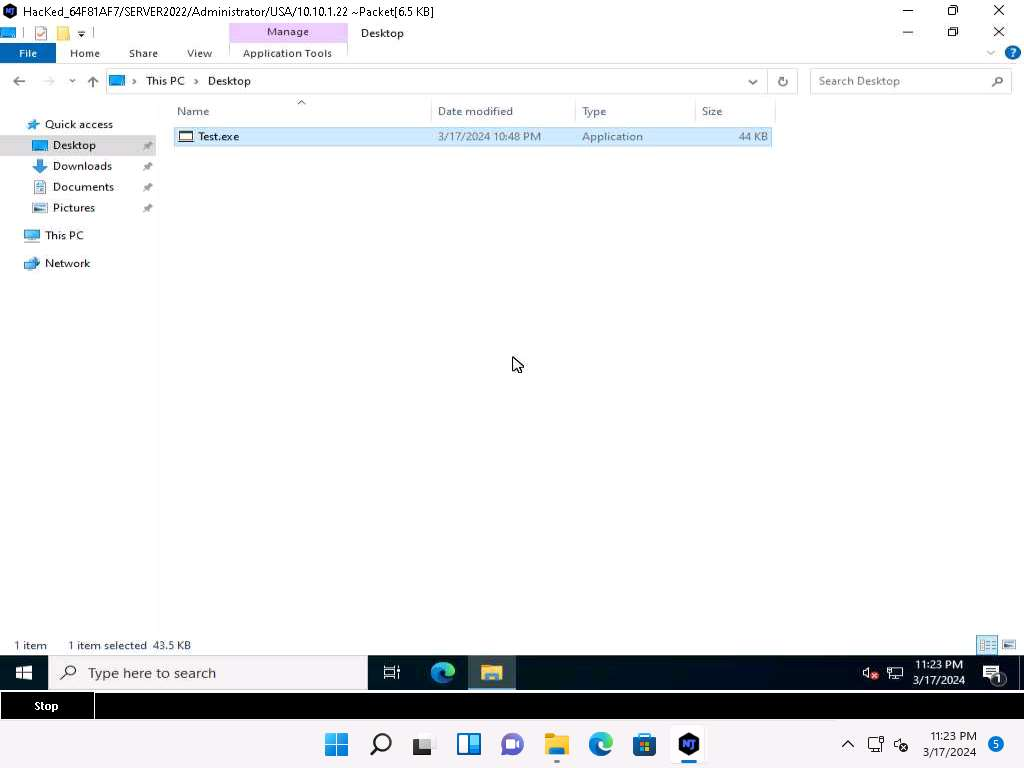 HacKed_64F81AF7/SERVER2022/Administrator/USA/10.10.1.22 ~Packet[6.5 KB]
Manage
Desktop
File
Home
Share
View
Application Tools
?
This PC > Desktop
Search Desktop
Name
Date modified
Type
Size
Quick access
Test.exe
3/17/2024 10:48 PM
Application
44 KB
Desktop
Downloads
Documents
Pictures
This PC
Network
1 item
1 item selected 43.5 KB
Type here to search
11:23 PM
3/17/2024
1
Stop
NJ
11:23 PM
3/17/2024
5